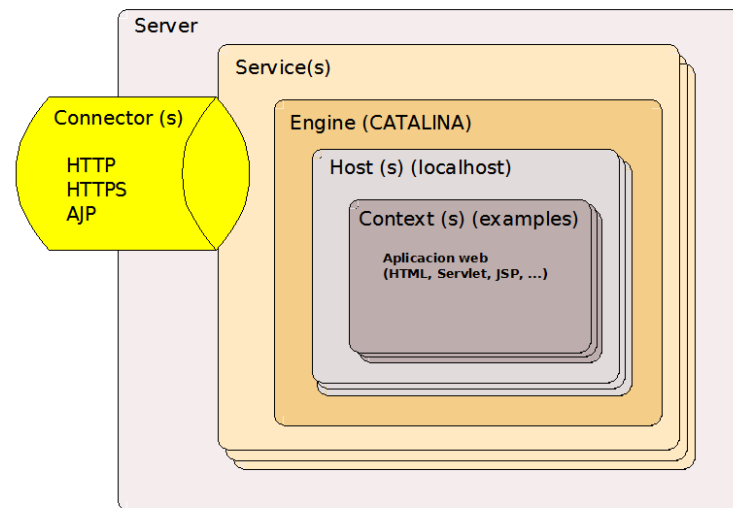 Server
Service(s)
Connector (s)
HTTP
HTTPS
AJP
Engine (CATALINA)
Host (s) (localhost)
Context (s) (examples)
Aplicacion web
(HTML, Servlet, JSP, ...)